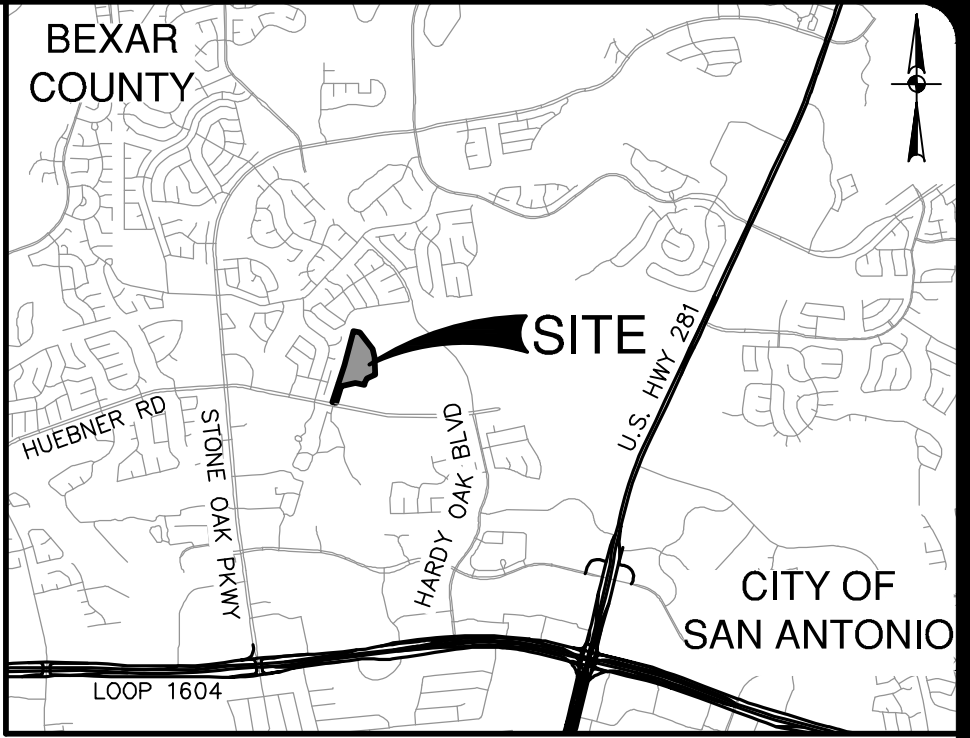 BEXAR
COUNTY
SITE
U.S. HWY 281
HUEBNER RD
STONE OAK PKWY
HARDY OAK BLVD
CITY OF
SAN ANTONIO
LOOP 1604